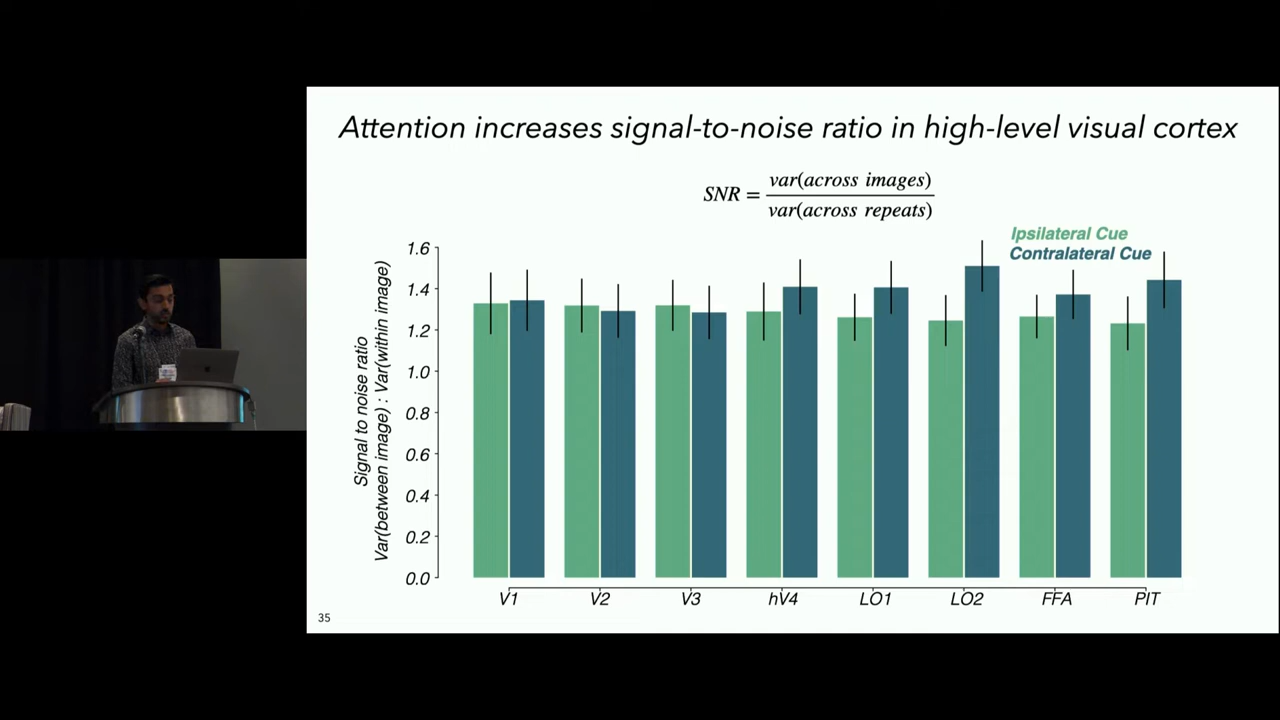 Attention increases signal-to-noise ratio in high-level visual cortex
SNR = var(across images) / var(across repeats)
Ipsilateral Cue
Contralateral Cue
Signal to noise ratio
Var(between image) : Var(within image)
1.6
1.4
1.2
1.0
0.8
0.6
0.4
0.2
0.0
V1 V2 V3 hV4 LO1 LO2 FFA PIT
35